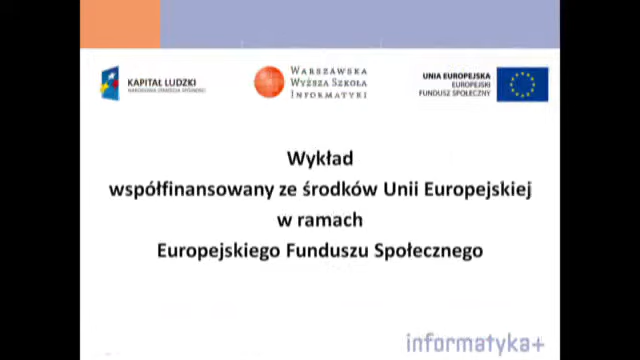 KAPITAŁ LUDZKI
NARODOWA STRATEGIA SPÓJNOŚCI
WARSZAWSKA
WYŻSZA SZKOŁA
INFORMATYKI
UNIA EUROPEJSKA
EUROPEJSKI
FUNDUSZ SPOŁECZNY
Wykład
współfinansowany ze środków Unii Europejskiej
w ramach
Europejskiego Funduszu Społecznego
informatyka+